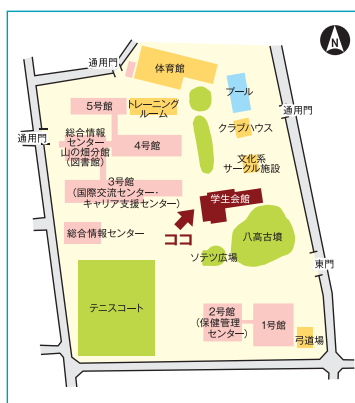 N
通用門
体育館
プール
通用門
5号館
トレーニング
ルーム
クラブハウス
通用門
総合情報
センター
山の畑分館
(図書館)
4号館
文化系
サークル施設
3号館
(国際交流センター・
キャリア支援センター)
学生会館
総合情報センター
ココ
八高古墳
ソテツ広場
東門
テニスコート
2号館
(保健管理
センター)
1号館
弓道場